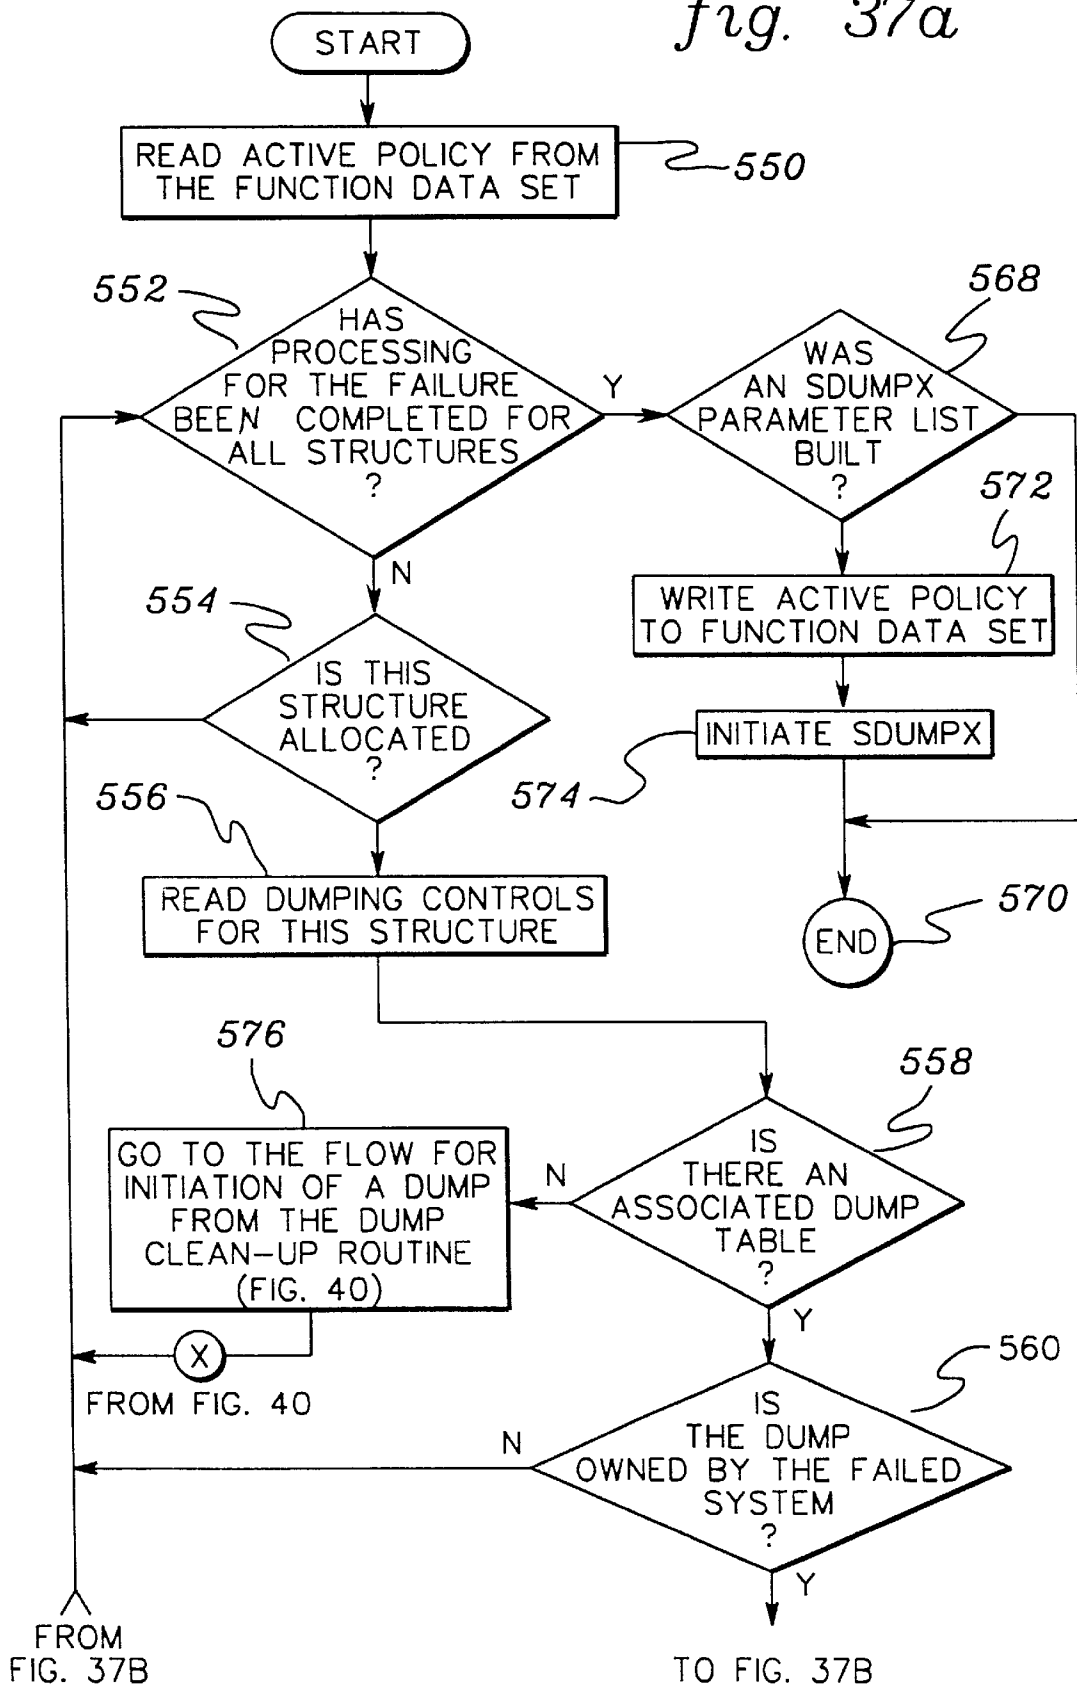 fig. 37a
START
READ ACTIVE POLICY FROM
THE FUNCTION DATA SET
550
552
HAS
PROCESSING
FOR THE FAILURE
BEEN COMPLETED FOR
ALL STRUCTURES
?
Y
N
568
WAS
AN SDUMPX
PARAMETER LIST
BUILT
?
572
WRITE ACTIVE POLICY
TO FUNCTION DATA SET
INITIATE SDUMPX
574
END
570
554
IS THIS
STRUCTURE
ALLOCATED
?
556
READ DUMPING CONTROLS
FOR THIS STRUCTURE
576
GO TO THE FLOW FOR
INITIATION OF A DUMP
FROM THE DUMP
CLEAN-UP ROUTINE
(FIG. 40)
N
558
IS
THERE AN
ASSOCIATED DUMP
TABLE
?
Y
X
FROM FIG. 40
560
IS
THE DUMP
OWNED BY THE FAILED
SYSTEM
?
N
Y
FROM
FIG. 37B
TO FIG. 37B